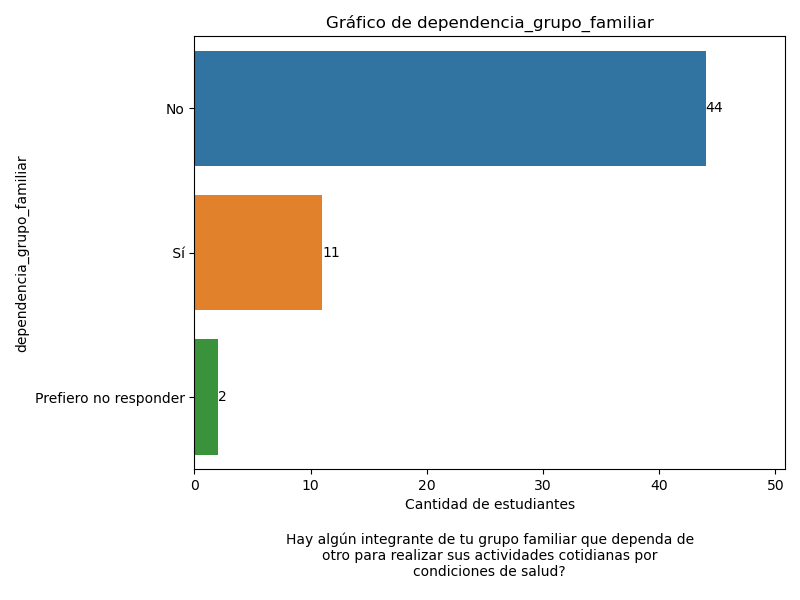 Gráfico de dependencia_grupo_familiar
dependencia_grupo_familiar
No
44
Sí
11
Prefiero no responder
2
0 10 20 30 40 50
Cantidad de estudiantes
Hay algún integrante de tu grupo familiar que dependa de
otro para realizar sus actividades cotidianas por
condiciones de salud?